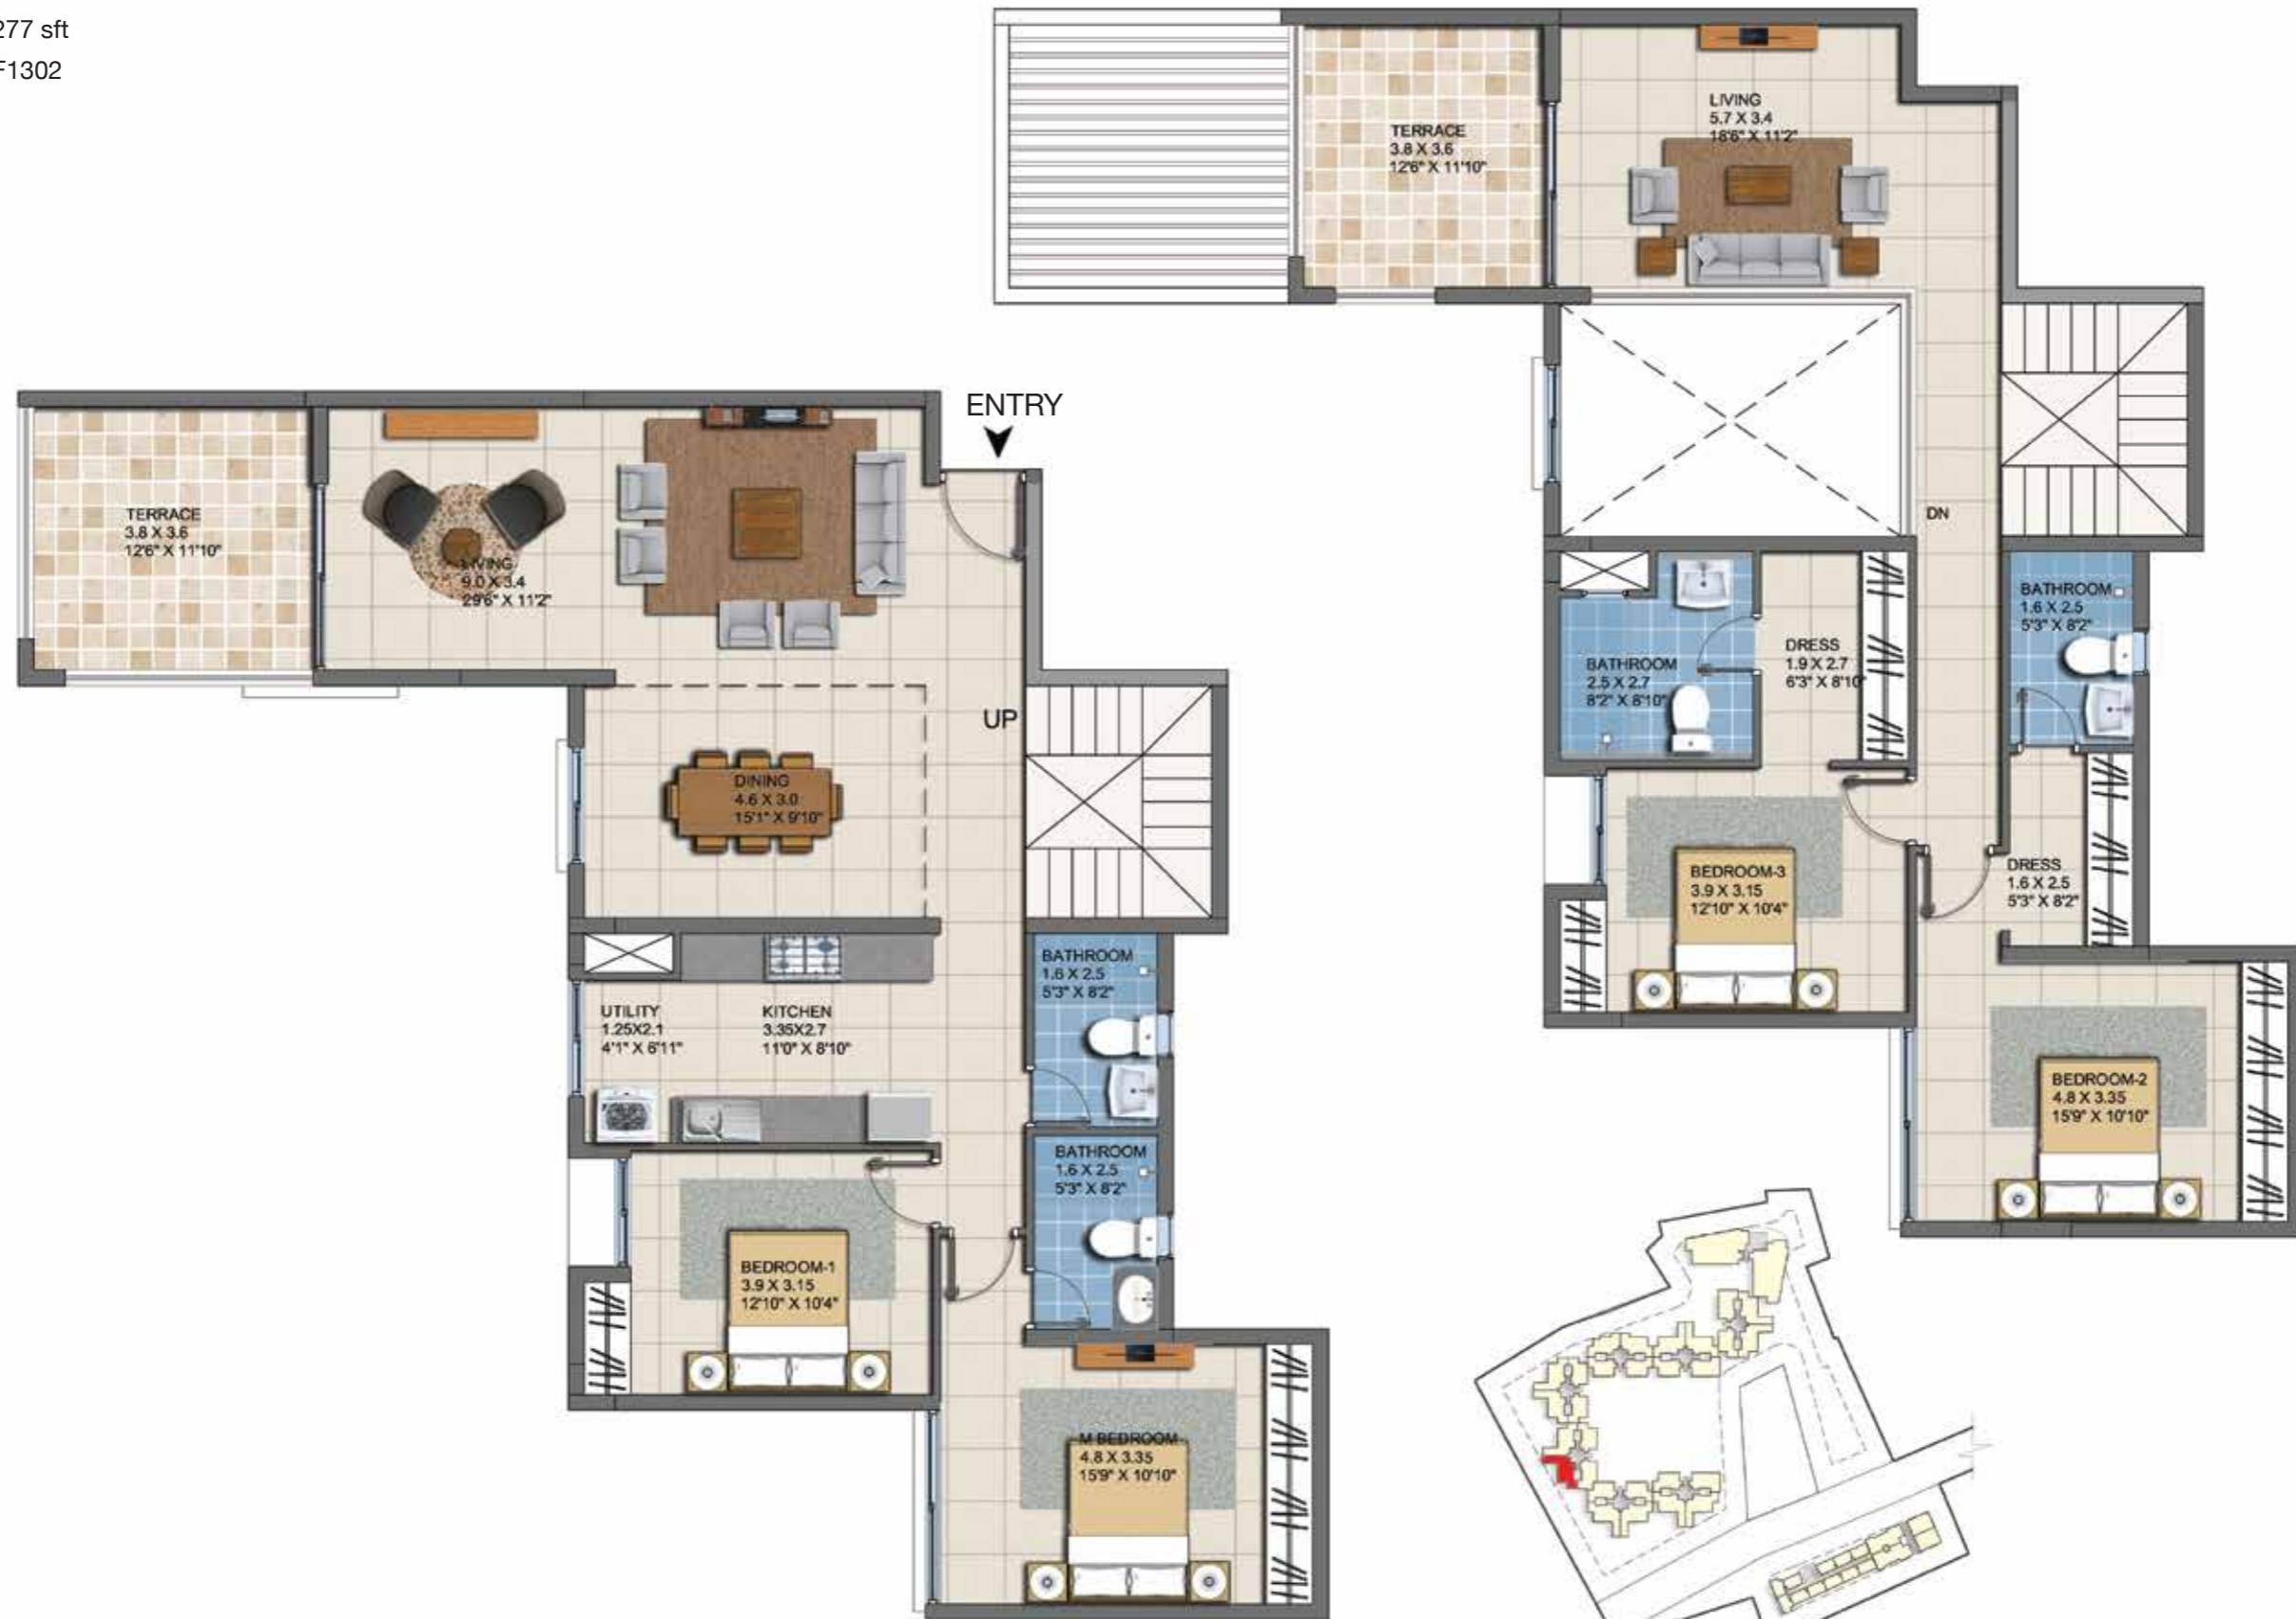 277 sft
F1302
TERRACE
3.8 X 3.6
12'6" X 11'10"
LIVING
5.7 X 3.4
18'6" X 11'2"
DN
BATHROOM
2.5 X 2.7
8'2" X 8'10"
DRESS
1.9 X 2.7
6'3" X 8'10"
BATHROOM
1.6 X 2.5
5'3" X 8'2"
BEDROOM-3
3.9 X 3.15
12'10" X 10'4"
DRESS
1.6 X 2.5
5'3" X 8'2"
BEDROOM-2
4.8 X 3.35
15'9" X 10'10"
ENTRY
TERRACE
3.8 X 3.6
12'6" X 11'10"
LIVING
9.0 X 3.4
29'6" X 11'2"
UP
DINING
4.6 X 3.0
15'1" X 9'10"
UTILITY
1.25X2.1
4'1" X 6'11"
KITCHEN
3.35X2.7
11'0" X 8'10"
BATHROOM
1.6 X 2.5
5'3" X 8'2"
BATHROOM
1.6 X 2.5
5'3" X 8'2"
BEDROOM-1
3.9 X 3.15
12'10" X 10'4"
M BEDROOM
4.8 X 3.35
15'9" X 10'10"